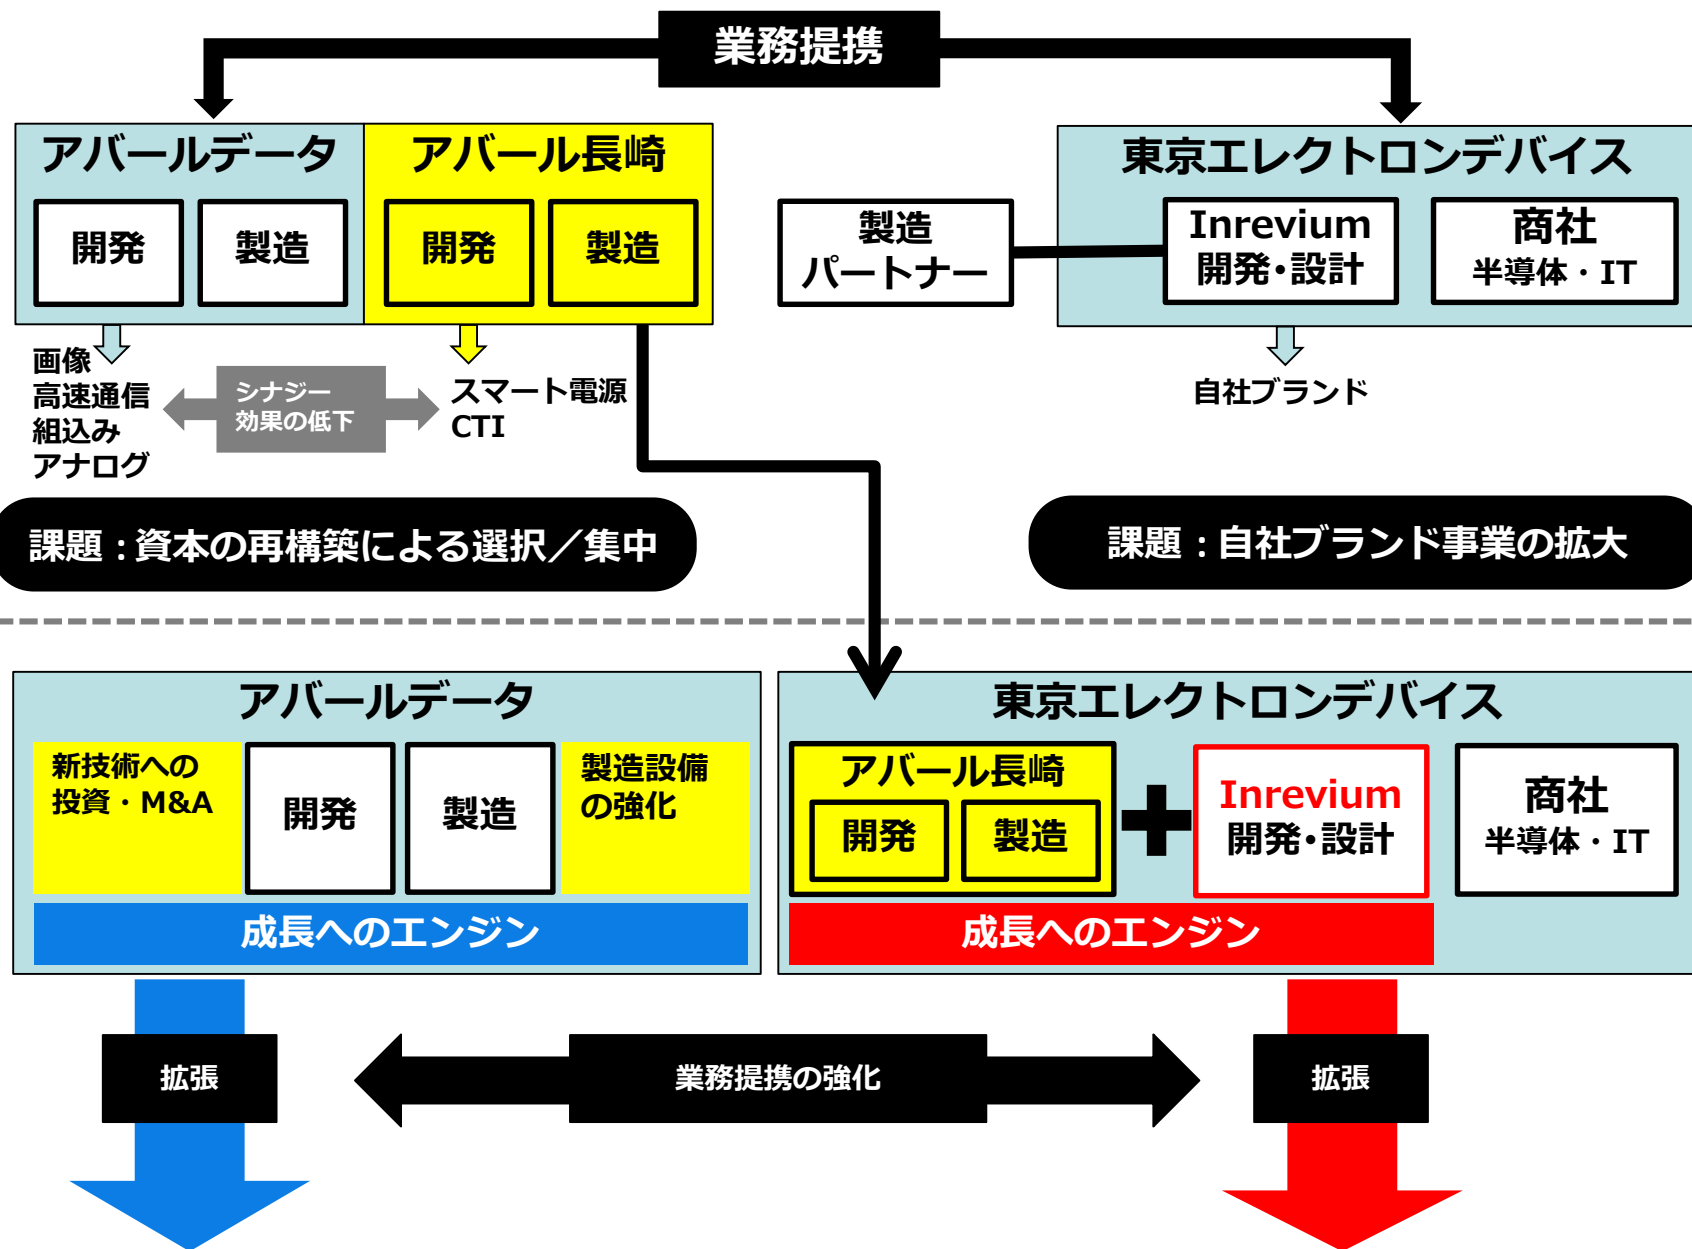 業務提携
アバールデータ
開発
製造
アバール長崎
開発
製造
製造
パートナー
東京エレクトロンデバイス
Inrevium
開発・設計
商社
半導体・IT
画像
高速通信
組込み
アナログ
シナジー
効果の低下
スマート電源
CTI
自社ブランド
課題：資本の再構築による選択／集中
課題：自社ブランド事業の拡大
アバールデータ
新技術への
投資・M&A
開発
製造
製造設備
の強化
成長へのエンジン
東京エレクトロンデバイス
アバール長崎
開発
製造
Inrevium
開発・設計
商社
半導体・IT
成長へのエンジン
拡張
業務提携の強化
拡張